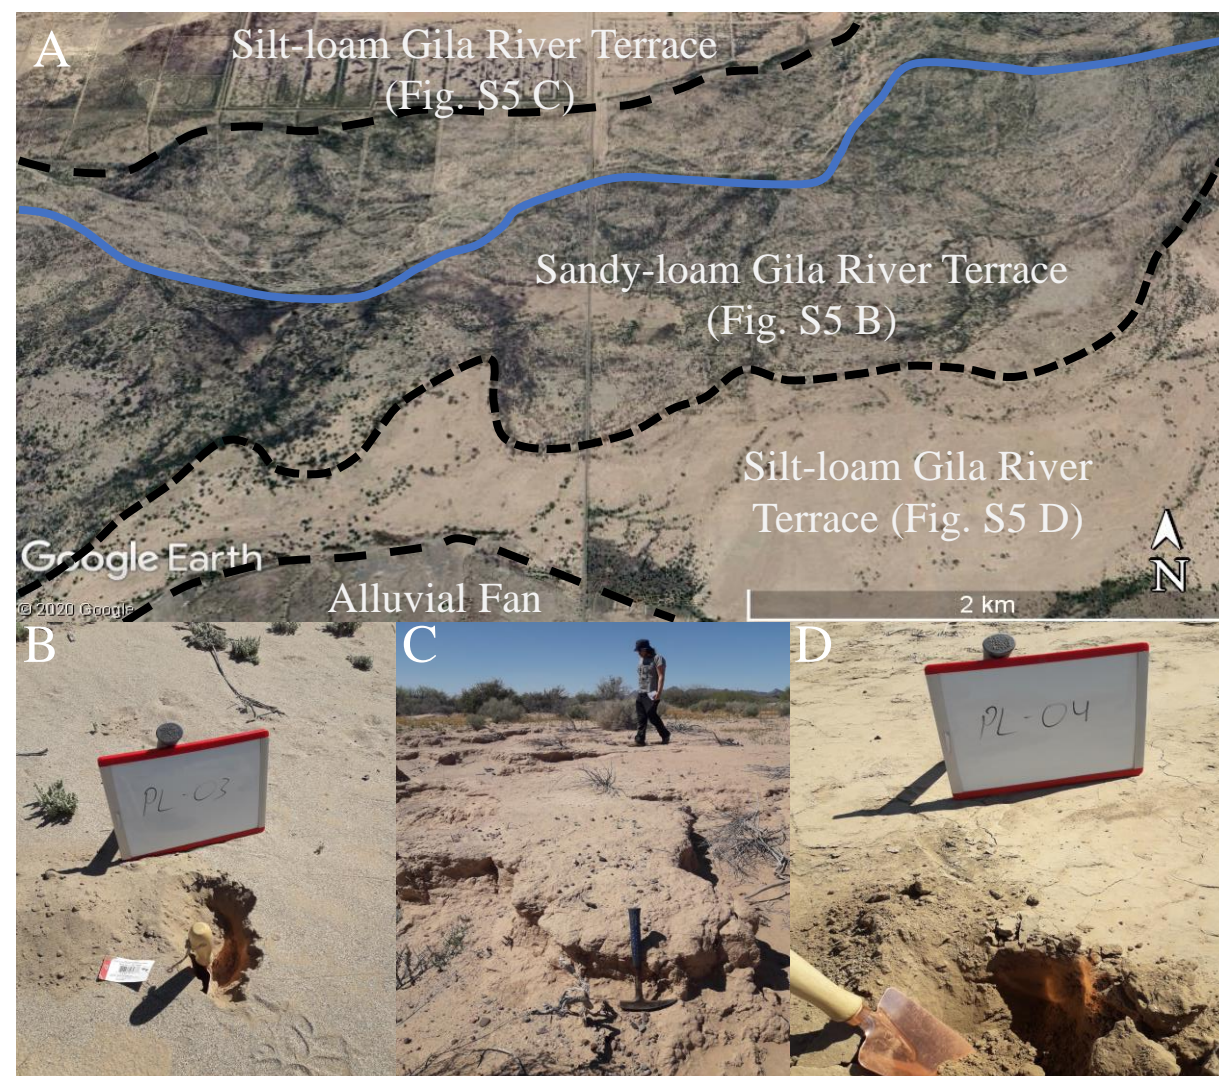 A
Silt-loam Gila River Terrace
(Fig. S5 C)
Sandy-loam Gila River Terrace
(Fig. S5 B)
Silt-loam Gila River
Terrace (Fig. S5 D)
Google Earth
© 2020 Google
Alluvial Fan
N
2 km
B
C
D
PL-03
PL-04